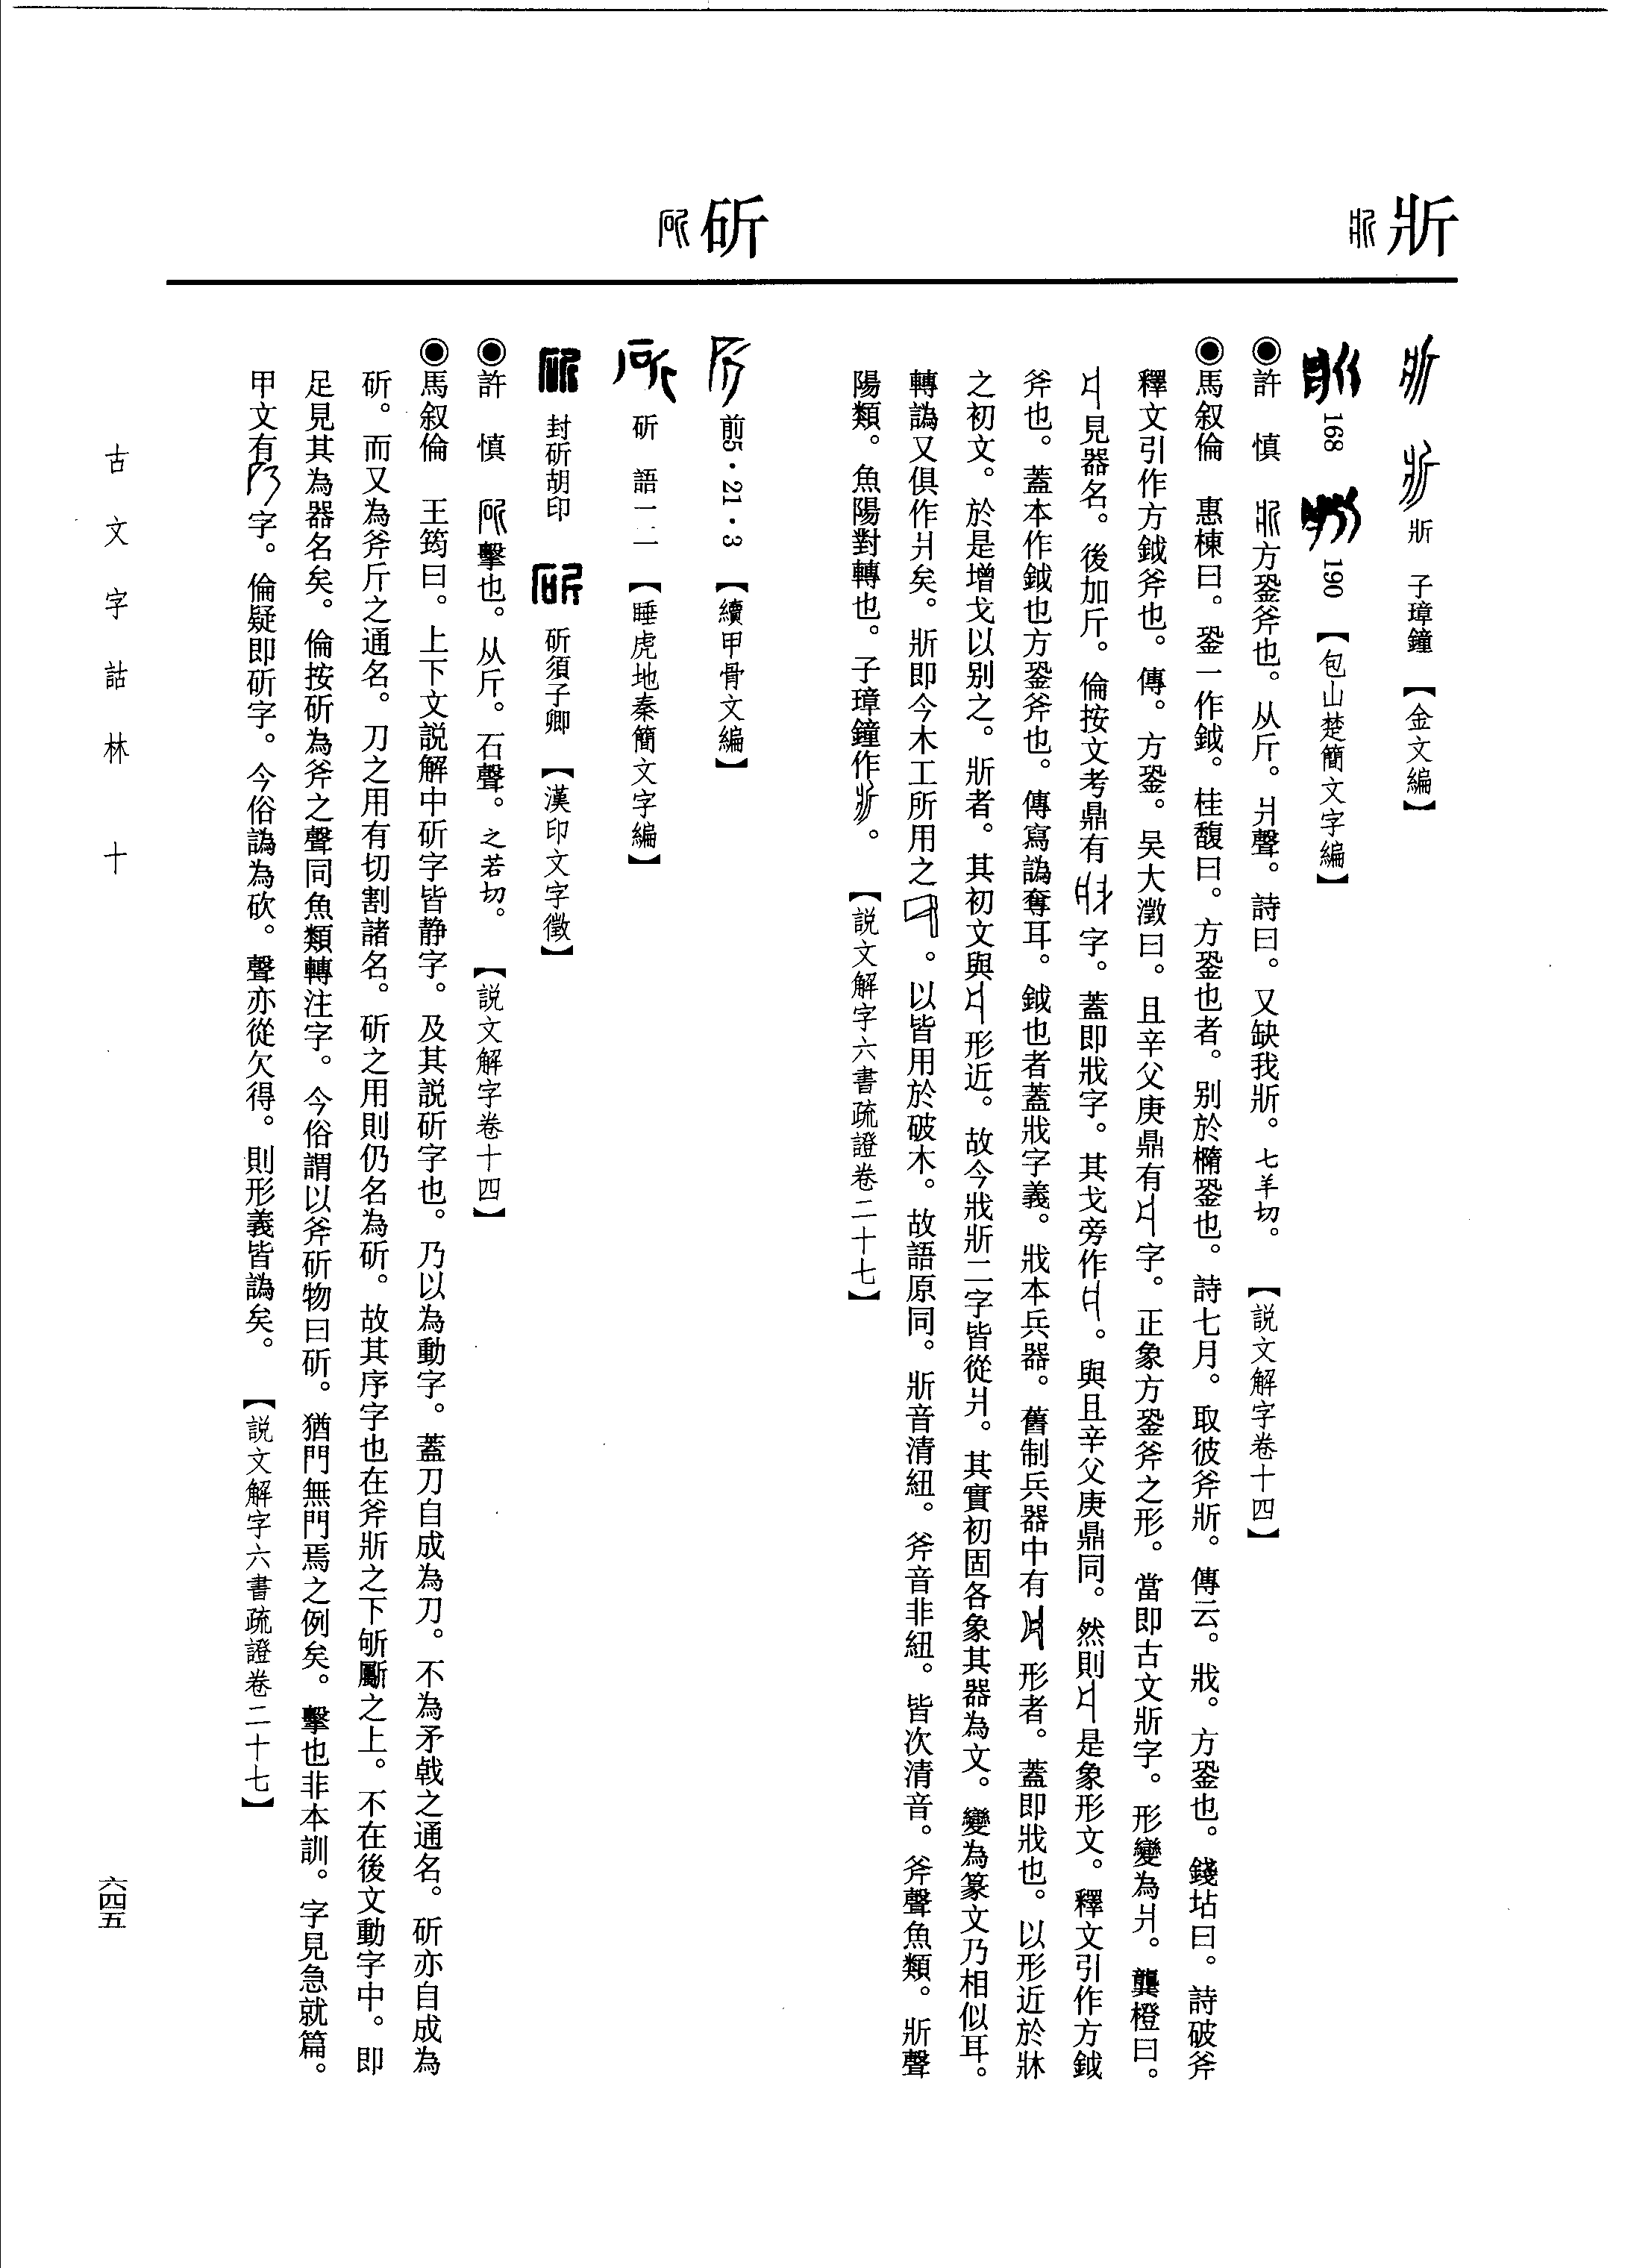 斨
斨 子璋鐘 【金文編】
168 190 【包山楚簡文字編】
◉許 慎 方銎斧也。从斤。爿聲。詩曰。又缺我斨。七羊切。 【説文解字卷十四】
◉馬叙倫 惠棟曰。銎一作鉞。桂馥曰。方銎也者。别於橢銎也。詩七月。取彼斧斨。傳云。戕。方銎也。錢坫曰。詩破斧
釋文引作方鉞斧也。傳。方銎。吴大澂曰。且辛父庚鼎有字。正象方銎斧之形。當即古文斨字。形變為爿。龔橙曰。
見器名。後加斤。倫按文考鼎有字。蓋即戕字。其戈旁作。與且辛父庚鼎同。然則是象形文。釋文引作方鉞
斧也。蓋本作鉞也方銎斧也。傳寫譌奪耳。鉞也者蓋戕字義。戕本兵器。舊制兵器中有形者。蓋即戕也。以形近於牀
之初文。於是增戈以别之。斨者。其初文與形近。故今戕斨二字皆從爿。其實初固各象其器為文。變為篆文乃相似耳。
轉譌又俱作爿矣。斨即今木工所用之。以皆用於破木。故語原同。斨音清紐。斧音非紐。皆次清音。斧聲魚類。斨聲
陽類。魚陽對轉也。子璋鐘作。 【説文解字六書疏證卷二十七】
斫
前5·21·3 【續甲骨文編】
斫 語一二 【睡虎地秦簡文字編】
封斫胡印 斫須子卿 【漢印文字徵】
◉許 慎 擊也。从斤。石聲。之若切。 【説文解字卷十四】
◉馬叙倫 王筠曰。上下文説解中斫字皆静字。及其説斫字也。乃以為動字。蓋刀自成為刀。不為矛戟之通名。斫亦自成為
斫。而又為斧斤之通名。刀之用有切割諸名。斫之用則仍名為斫。故其序字也在斧斨之下斪斸之上。不在後文動字中。即
足見其為器名矣。倫按斫為斧之聲同魚類轉注字。今俗謂以斧斫物曰斫。猶門無門焉之例矣。擊也非本訓。字見急就篇。
甲文有字。倫疑即斫字。今俗譌為砍。聲亦從欠得。則形義皆譌矣。 【説文解字六書疏證卷二十七】
古文字詁林 十
六四五